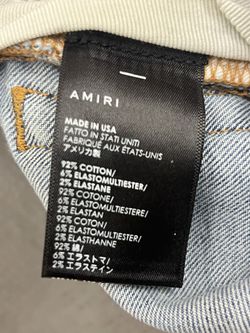 AMIRI
MADE IN USA
FATTO IN STATI UNITI
FABRIQUE AUX ÉTATS-UNIS
アメリカ製
92% COTTON/
6% ELASTOMULTIESTER/
2% ELASTANE
92% COTONE/
6% ELASTOMULTIESTERE/
2% ELASTAN
92% COTON/
6% ELASTOMULTIESTER/
2% ELASTHANNE
92% 綿/
6% エラストマ/
2% エラステイン